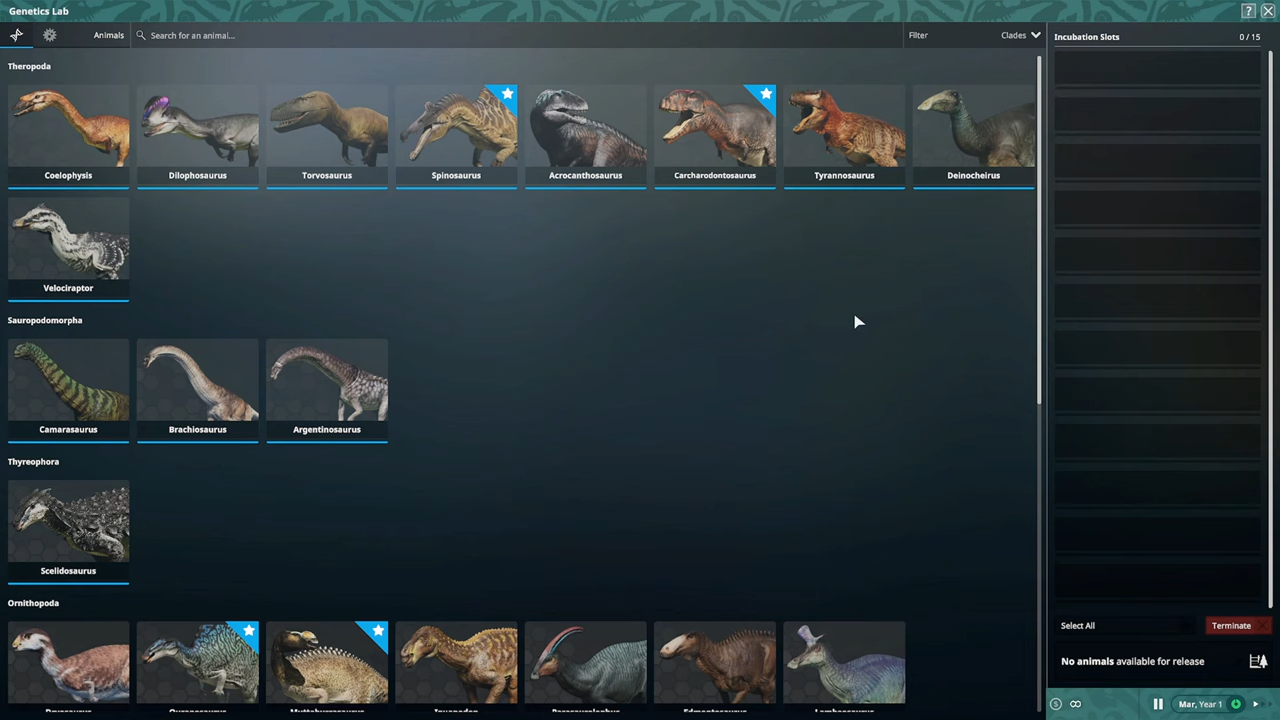 Genetics Lab
?
Animals
Search for an animal...
Filter
Clades
Incubation Slots
0 / 15
Theropoda
Coelophysis
Dilophosaurus
Torvosaurus
Spinosaurus
Acrocanthosaurus
Carcharodontosaurus
Tyrannosaurus
Deinocheirus
Velociraptor
Sauropodomorpha
Camarasaurus
Brachiosaurus
Argentinosaurus
Thyreophora
Scelidosaurus
Ornithopoda
Select All
Terminate
No animals available for release
Mar, Year 1